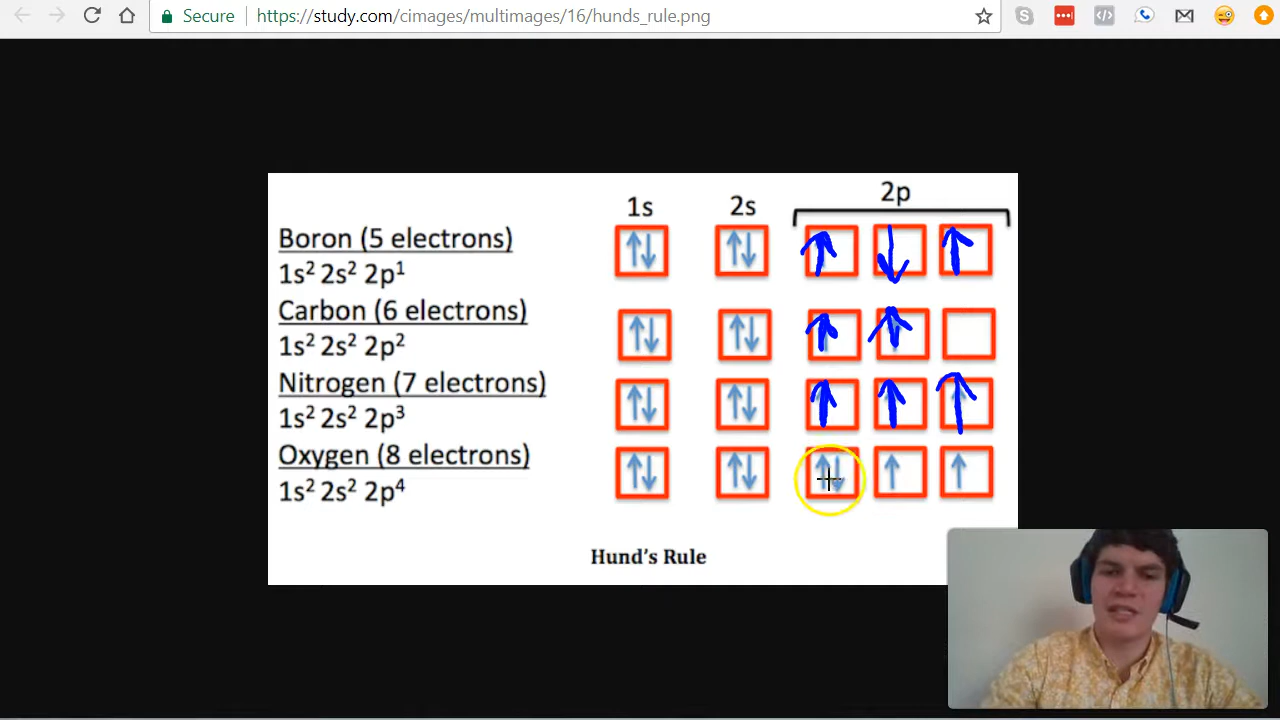 Secure https://study.com/cimages/multimages/16/hunds_rule.png
1s 2s 2p
Boron (5 electrons)
1s² 2s² 2p¹
Carbon (6 electrons)
1s² 2s² 2p²
Nitrogen (7 electrons)
1s² 2s² 2p³
Oxygen (8 electrons)
1s² 2s² 2p⁴
Hund's Rule